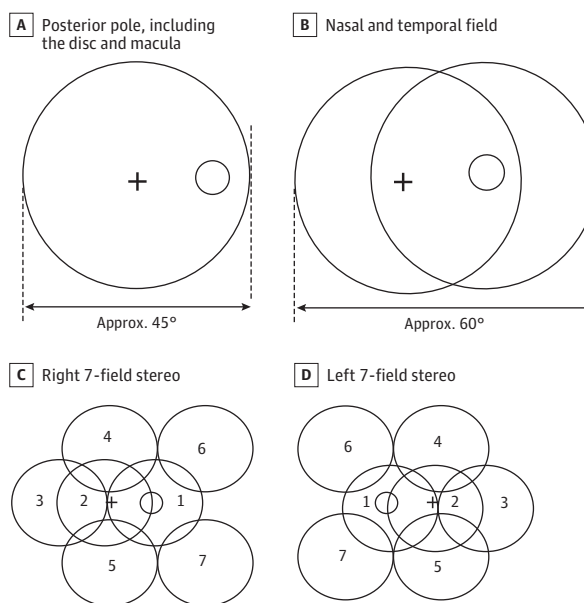 A Posterior pole, including
the disc and macula
B Nasal and temporal field
+
+
Approx. 45°
Approx. 60°
C Right 7-field stereo
D Left 7-field stereo
4
6
3
2
+
1
5
7
6
4
1
+
2
3
7
5